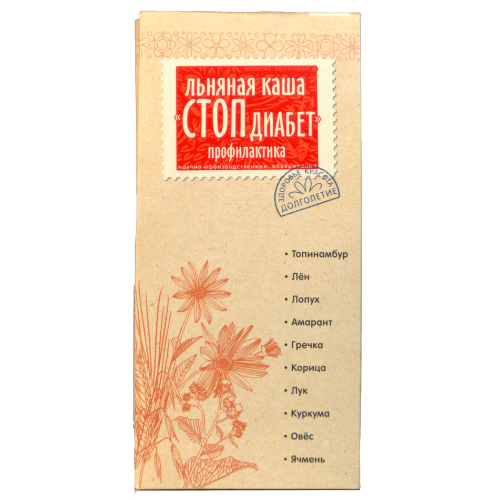 ЛЬНЯНАЯ КАША
«СТОП ДИАБЕТ»
ПРОФИЛАКТИКА
НАУЧНО-ПРОИЗВОДСТВЕННОЕ ОБЪЕДИНЕНИЕ
ЗДОРОВЬЕ КРАСОТА
ДОЛГОЛЕТИЕ
• Топинамбур
• Лён
• Лопух
• Амарант
• Гречка
• Корица
• Лук
• Куркума
• Овёс
• Ячмень